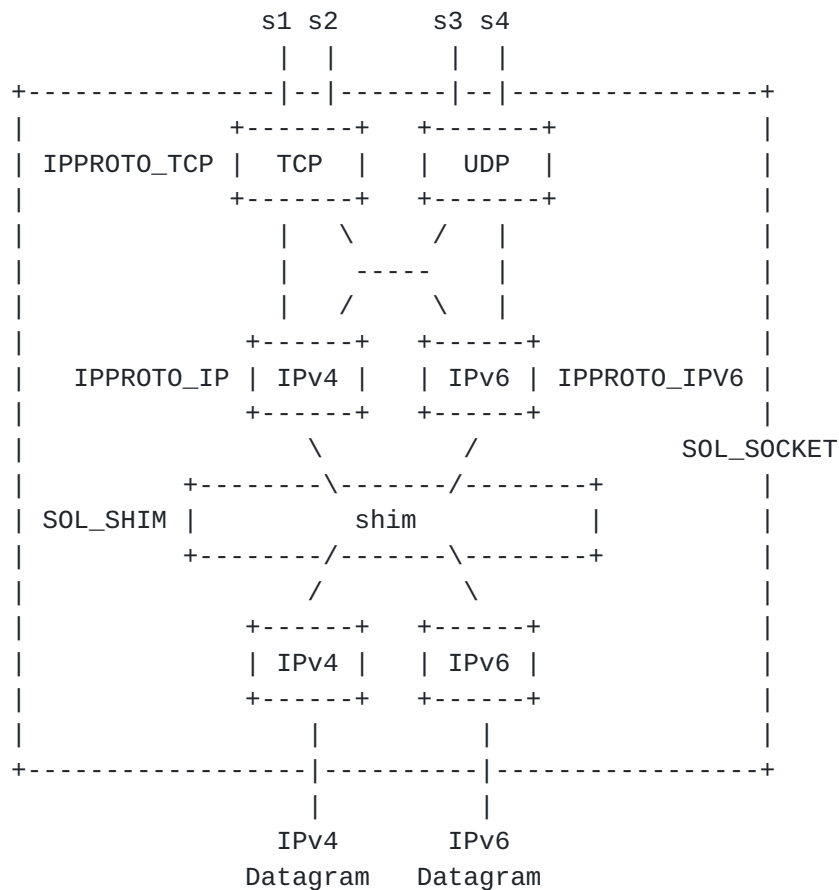 s1 s2 s3 s4
IPPROTO_TCP TCP UDP
IPPROTO_IP IPv4 IPv6 IPPROTO_IPV6
SOL_SOCKET
SOL_SHIM shim
IPv4 IPv6
IPv4 IPv6
Datagram Datagram